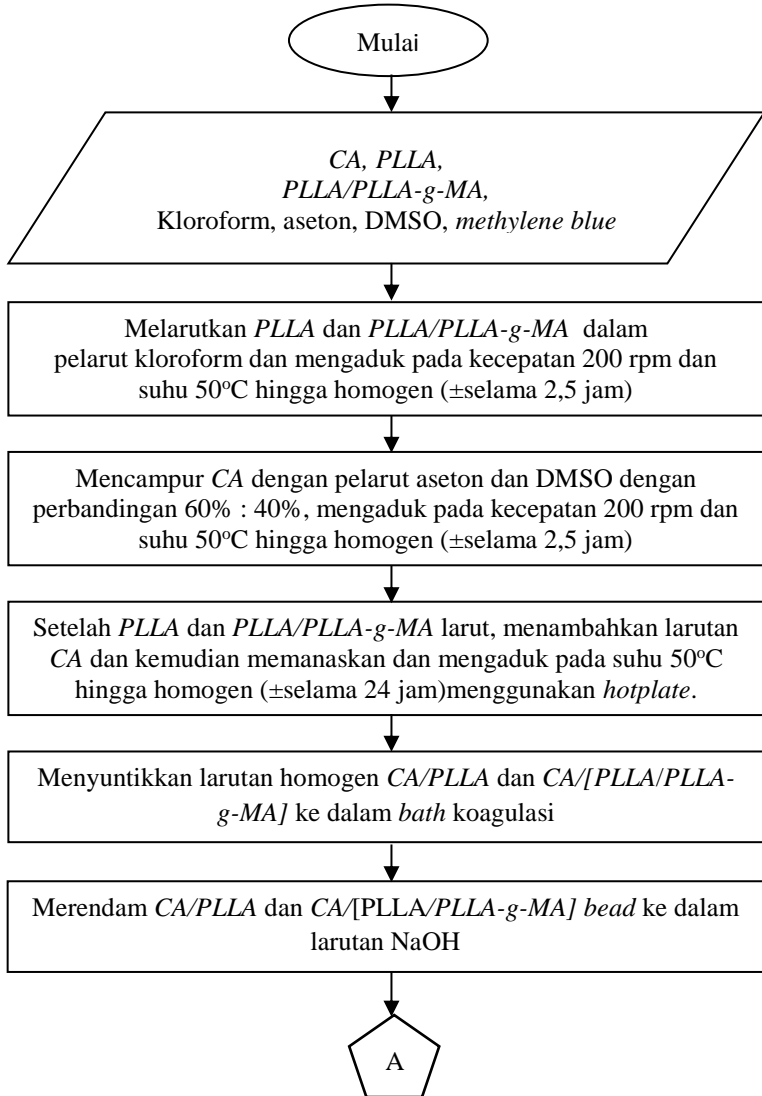 Mulai
CA, PLLA,
PLLA/PLLA-g-MA,
Kloroform, aseton, DMSO, methylene blue
Melarutkan PLLA dan PLLA/PLLA-g-MA dalam
pelarut kloroform dan mengaduk pada kecepatan 200 rpm dan
suhu 50°C hingga homogen (±selama 2,5 jam)
Mencampur CA dengan pelarut aseton dan DMSO dengan
perbandingan 60% : 40%, mengaduk pada kecepatan 200 rpm dan
suhu 50°C hingga homogen (±selama 2,5 jam)
Setelah PLLA dan PLLA/PLLA-g-MA larut, menambahkan larutan
CA dan kemudian memanaskan dan mengaduk pada suhu 50°C
hingga homogen (±selama 24 jam)menggunakan hotplate.
Menyuntikkan larutan homogen CA/PLLA dan CA/[PLLA/PLLA-
g-MA] ke dalam bath koagulasi
Merendam CA/PLLA dan CA/[PLLA/PLLA-g-MA] bead ke dalam
larutan NaOH
A